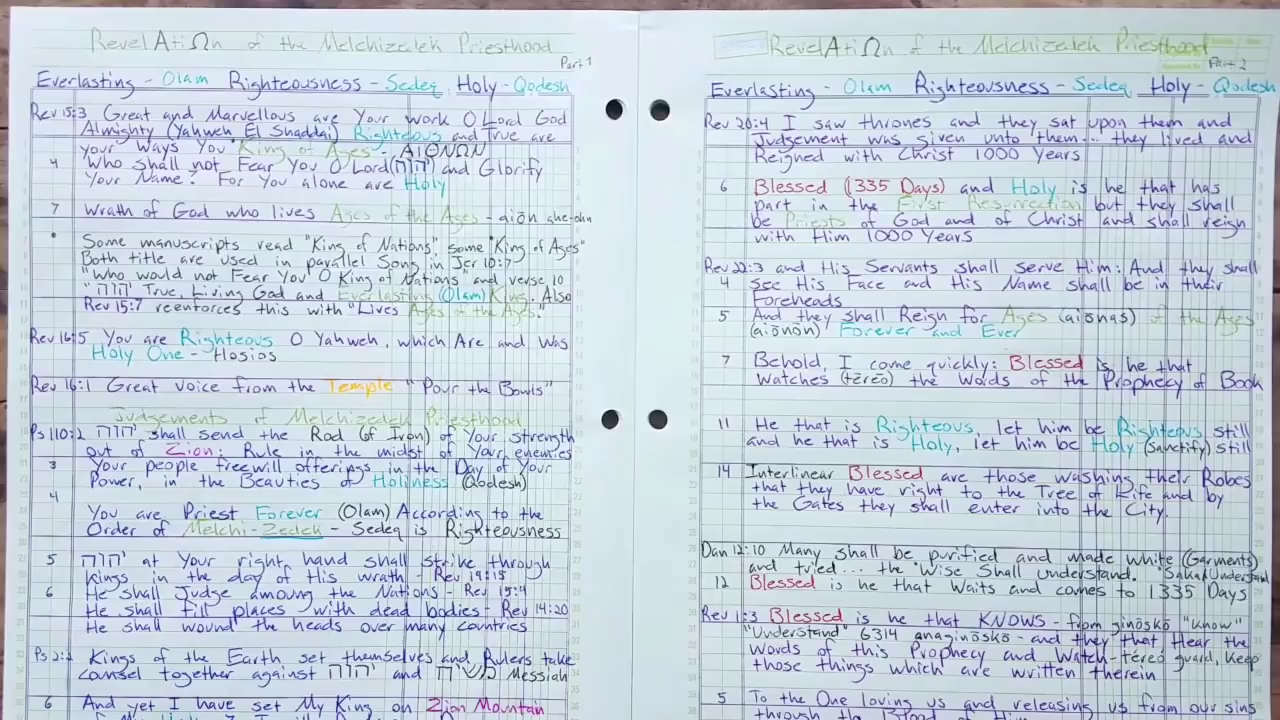 RevelAtiΩn of the Melchizedek Priesthood
Part 1
Everlasting - Olam Righteousness - Sedeq Holy - Qodesh
Rev 15:3 Great and Marvellous are Your work O Lord God
Almighty (Yahweh El Shaddai) Righteous and True are
your Ways You "King of Ages - AIΩNΩN
4 Who shall not Fear You O Lord (יהוה) and Glorify
Your Name? For You alone are Holy
7 Wrath of God who lives Ages of the Ages - aiōn ahe-ohn
• Some manuscripts read "King of Nations", some "King of Ages"
Both title are used in parallel Song in Jer 10:7
"Who would not Fear You O King of Nations" and verse 10
"יהוה True, Living God and Everlasting (Olam) King. Also
Rev 15:7 reenforces this with "Lives Ages of the Ages."
Rev 16:5 You are Righteous O Yahweh, which Are and Was
Holy One - Hosios
Rev 16:1 Great voice from the Temple "Pour the Bowls"
Judgements of Melchizedek Priesthood
Ps 110:2 יהוה shall send the Rod (of Iron) of Your strength
out of Zion: Rule in the midst of Your enemies
3 Your people freewill offerings in the Day of Your
Power, in the Beauties of Holiness (Qodesh)
4
You are Priest Forever (Olam) According to the
Order of Melchi-Zedek - Sedeq is Righteousness
5 יהוה at Your right hand shall strike through
Kings in the day of His wrath - Rev 19:15
6 He shall Judge amoung the Nations - Rev 15:4
He shall fill places with dead bodies - Rev 14:20
He shall wound the heads over many countries
Ps 2:2 Kings of the Earth set themselves and Rulers take
counsel together against יהוה and משיח Messiah
6 And yet I have set My King on Zion Mountain
RevelAtiΩn of the Melchizedek Priesthood
Part 2
Everlasting - Olam Righteousness - Sedeq Holy - Qodesh
Rev 20:4 I saw thrones and they sat upon them and
Judgement was given unto them... they lived and
Reigned with Christ 1000 Years
6 Blessed (1335 Days) and Holy is he that has
part in the First Resurrection but they shall
be Priests of God and of Christ and shall reign
with Him 1000 Years
Rev 22:3 and His Servants shall serve Him: And they shall
4 see His Face and His Name shall be in their
Foreheads
5 And they shall Reign for Ages (aiōnas) of the Ages
(aiōnōn) Forever and Ever
7 Behold, I come quickly: Blessed is he that
Watches (tēreō) the Words of the Prophecy of Book
11 He that is Righteous, let him be Righteous still
and he that is Holy, let him be Holy (Sanctify) still
14 Interlinear Blessed are those washing their Robes
that they have right to the Tree of Life and by
the Gates they shall enter into the City.
Dan 12:10 Many shall be purified and made white (Garments)
and tried... the Wise Shall Understand. Sakal Understand
12 Blessed is he that Waits and comes to 1335 Days
Rev 1:3 Blessed is he that KNOWS - from ginōskō "Know"
"Understand" 6314 anaginōskō - and they that Hear the
words of this Prophecy and Watch - tēreō guard, keep
those things which are written therein
5 To the One loving us and releasing us from our sins
through the Blood of Him